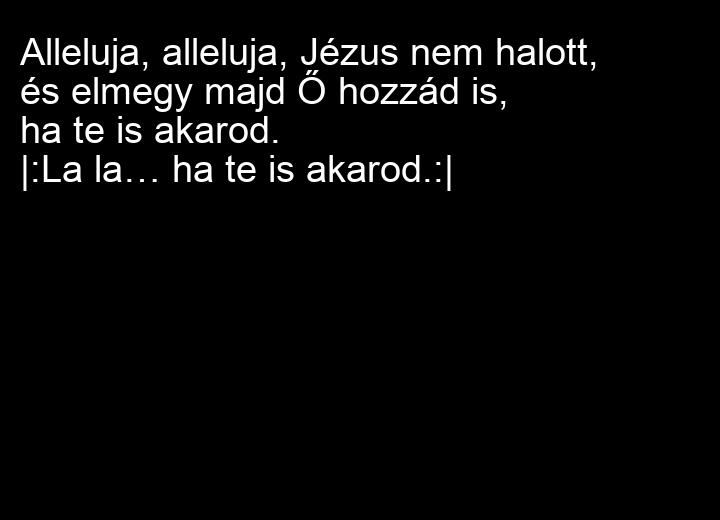 Alleluja, alleluja, Jézus nem halott,
és elmegy majd Ő hozzád is,
ha te is akarod.
|:La la… ha te is akarod.:|